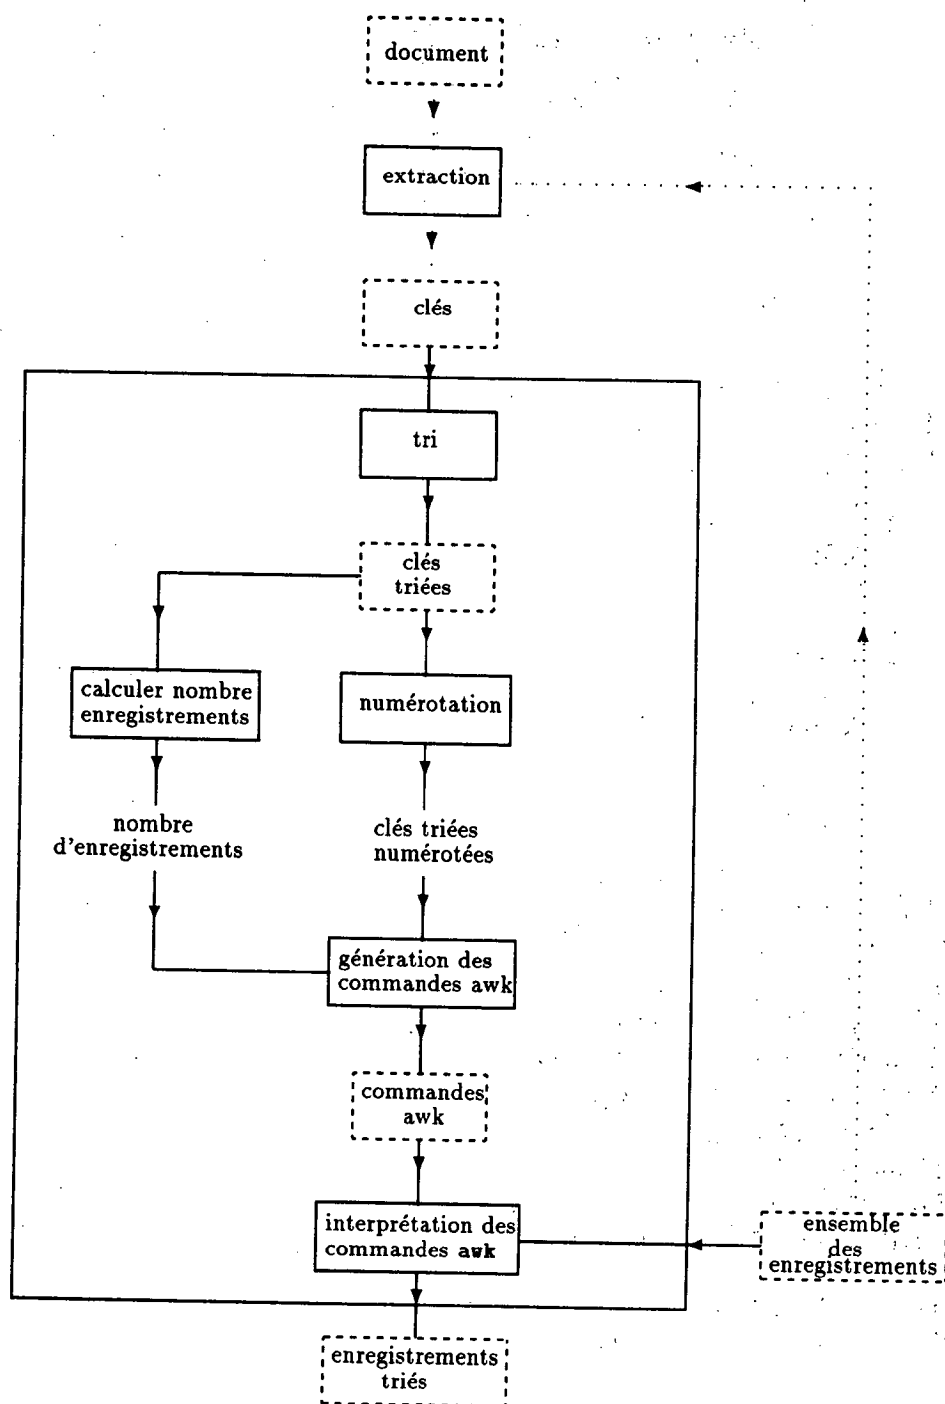 document
extraction
clés
tri
clés
triées
calculer nombre
enregistrements
numérotation
nombre
d'enregistrements
clés triées
numérotées
génération des
commandes awk
commandes
awk
interprétation des
commandes awk
ensemble
des
enregistrements
enregistrements
triés